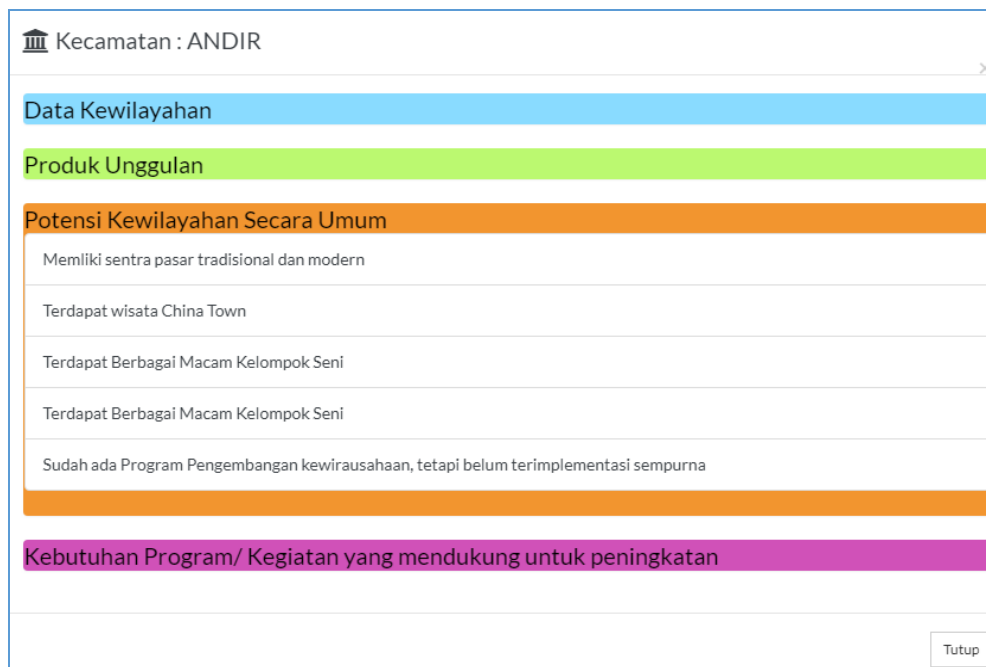 Kecamatan : ANDIR
×
Data Kewilayahan
Produk Unggulan
Potensi Kewilayahan Secara Umum
Memliki sentra pasar tradisional dan modern
Terdapat wisata China Town
Terdapat Berbagai Macam Kelompok Seni
Terdapat Berbagai Macam Kelompok Seni
Sudah ada Program Pengembangan kewirausahaan, tetapi belum terimplementasi sempurna
Kebutuhan Program/ Kegiatan yang mendukung untuk peningkatan
Tutup